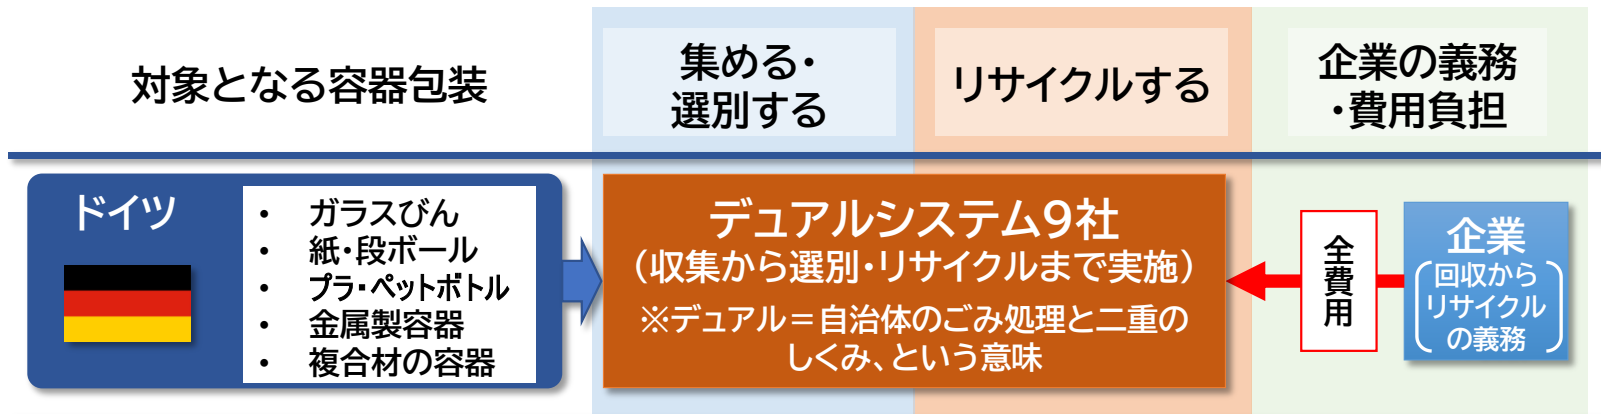 対象となる容器包装
集める・
選別する
リサイクルする
企業の義務
・費用負担
ドイツ
• ガラスびん
• 紙・段ボール
• プラ・ペットボトル
• 金属製容器
• 複合材の容器
デュアルシステム9社
(収集から選別・リサイクルまで実施)
※デュアル＝自治体のごみ処理と二重の
しくみ、という意味
全費用
企業
回収から
リサイクル
の義務